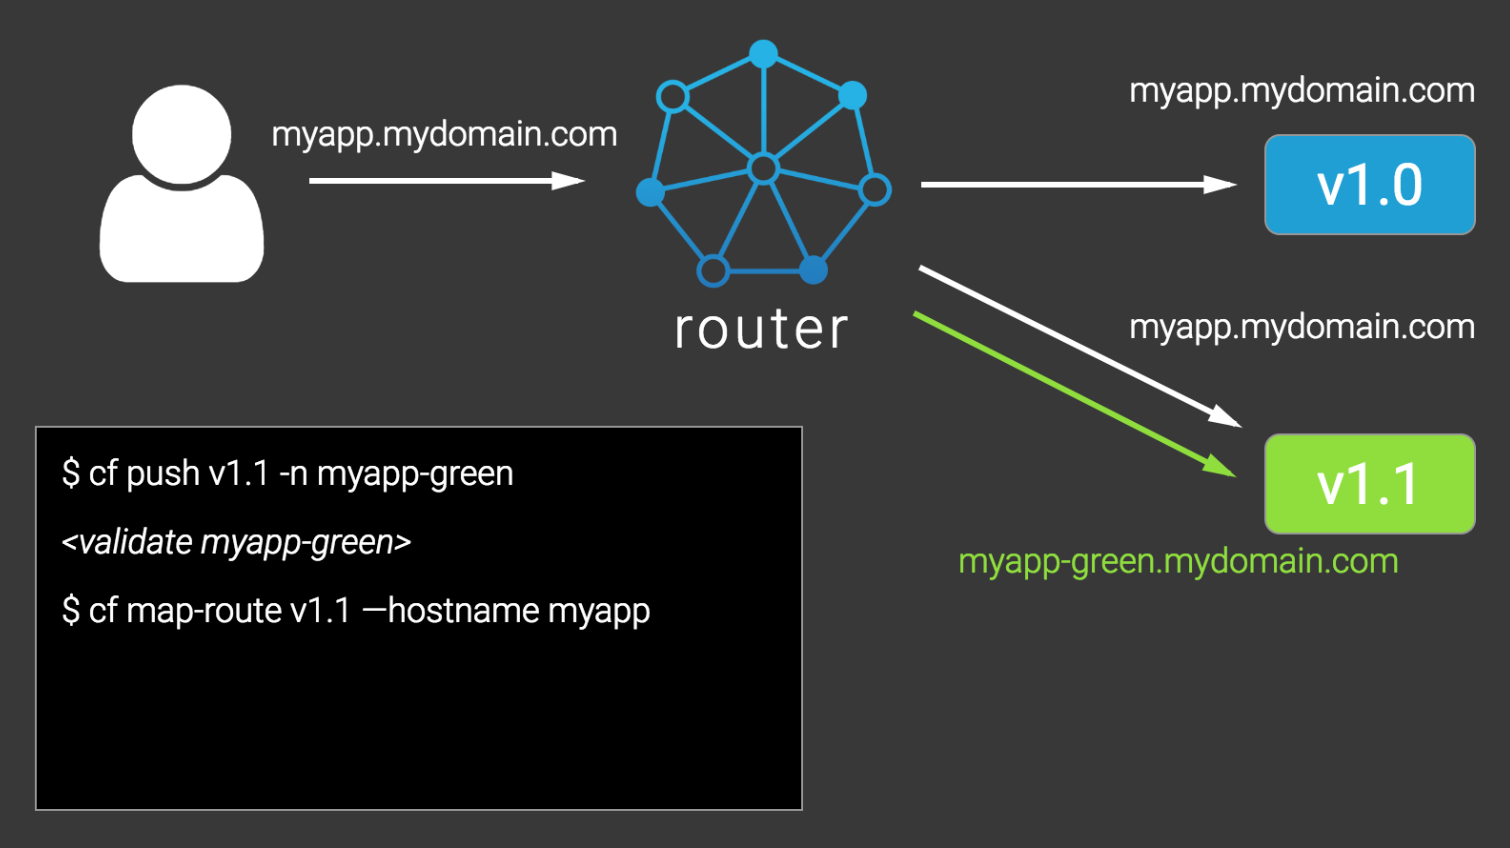 myapp.mydomain.com
router
myapp.mydomain.com
v1.0
myapp.mydomain.com
v1.1
myapp-green.mydomain.com
$ cf push v1.1 -n myapp-green
<validate myapp-green>
$ cf map-route v1.1 —hostname myapp